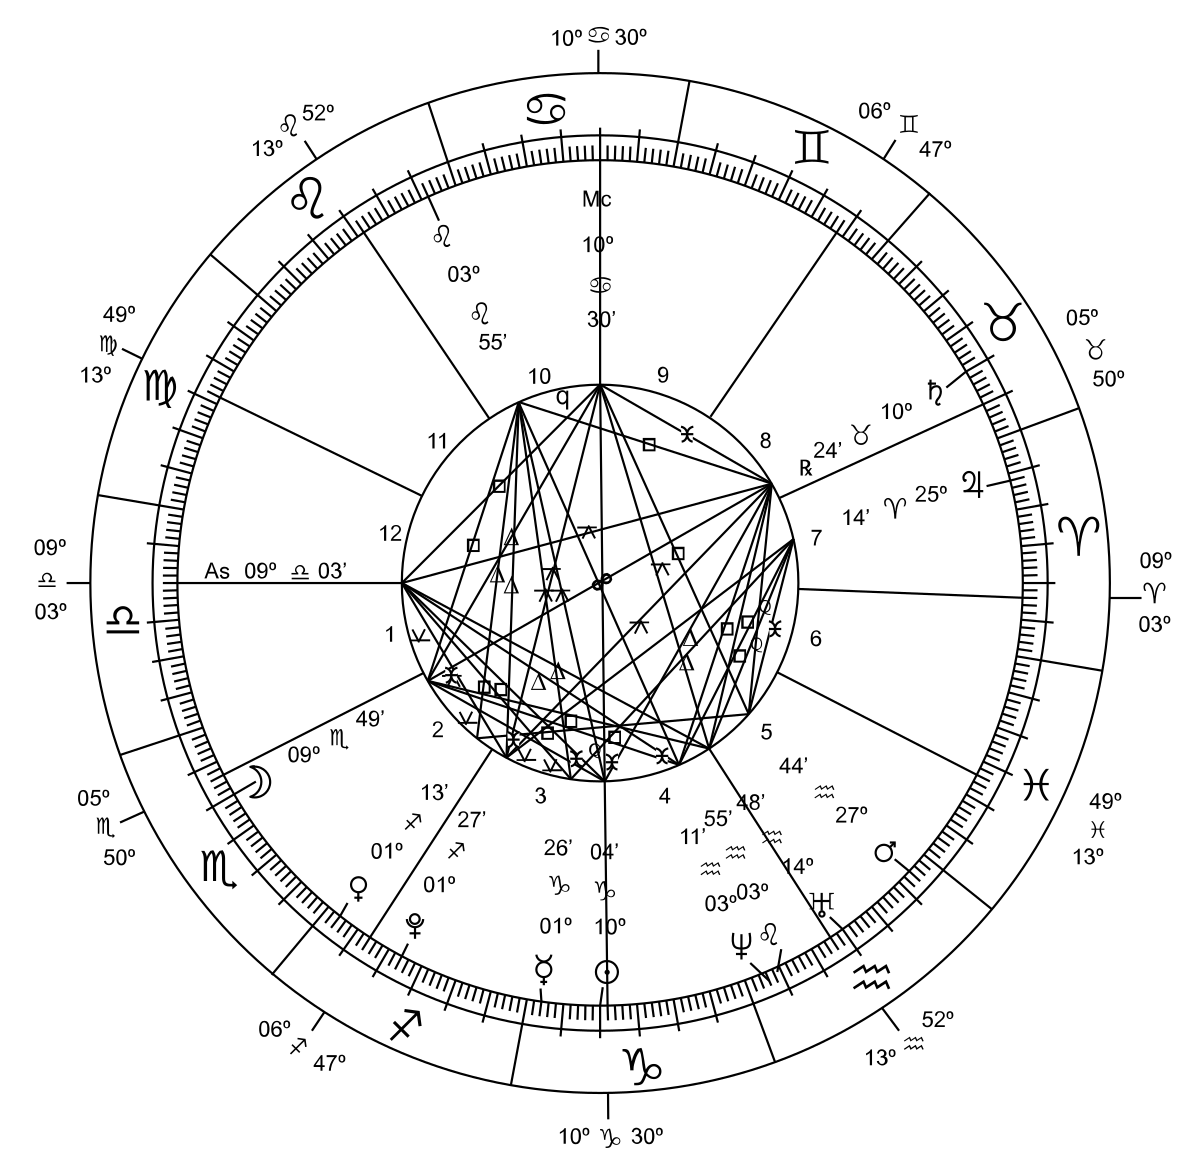 10º ♋ 30º
♋
♊
06º ♊ 47º
13º ♌ 52º
♌
Mc
10º
♋
30’
♌
03º
♌
55’
♉
05º
♉
50º
49º
♍
13º
♍
10
q
9
11
8
♄
10º
♉
24’
℞
♃
25º
♈
14’
♈
12
7
09º
♎
03º
As 09º ♎ 03’
♎
09º
♈
03º
1
6
2
5
3
4
49’
♏
09º
☽
♏
05º
♏
50º
13’
♐
01º
♀
27’
♐
01º
♇
26’
♑
01º
☿
04’
♑
10º
☉
11’
♒
03º
♆
55’
♒
03º
♌
48’
♒
14º
♅
44’
♒
27º
♂
♓
49º
♓
13º
♒
♐
♑
06º ♐ 47º
52º
13º ♒
10º ♑ 30º